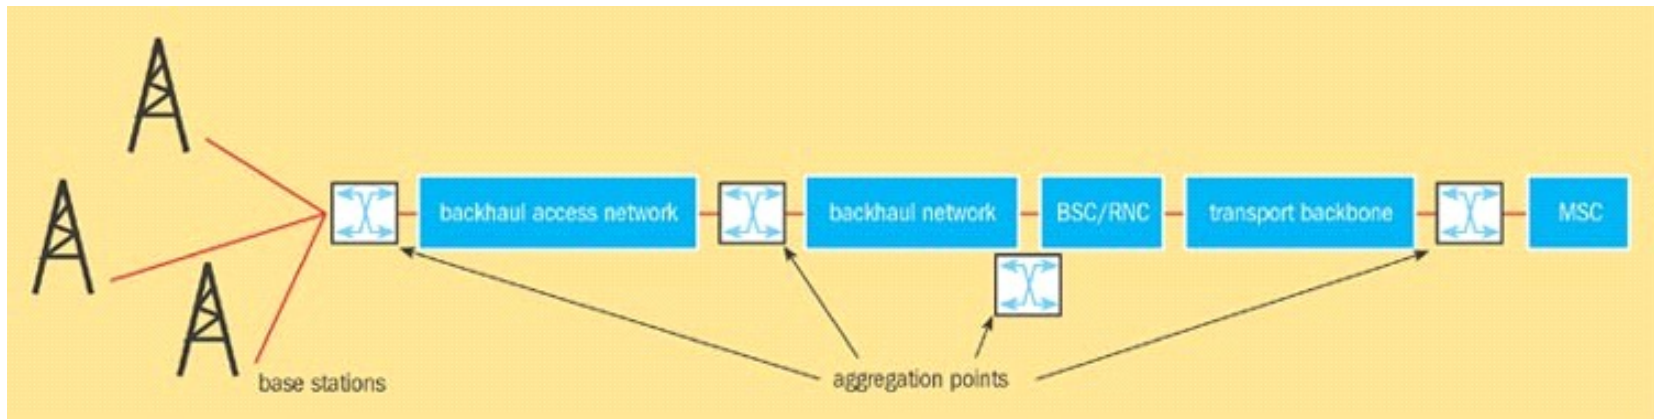 backhaul access network
backhaul network
BSC/RNC
transport backbone
MSC
base stations
aggregation points